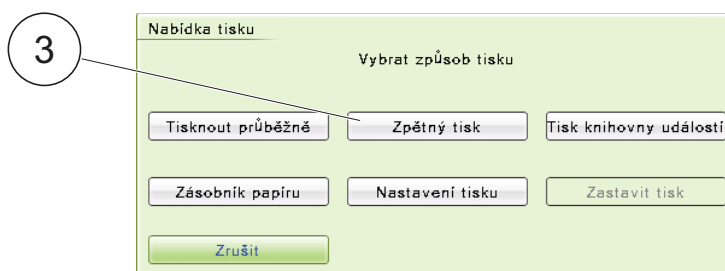 3
Nabídka tisku
Vybrat způsob tisku
Tisknout průběžně Zpětný tisk Tisk knihovny událostí
Zásobník papíru Nastavení tisku Zastavit tisk
Zrušit